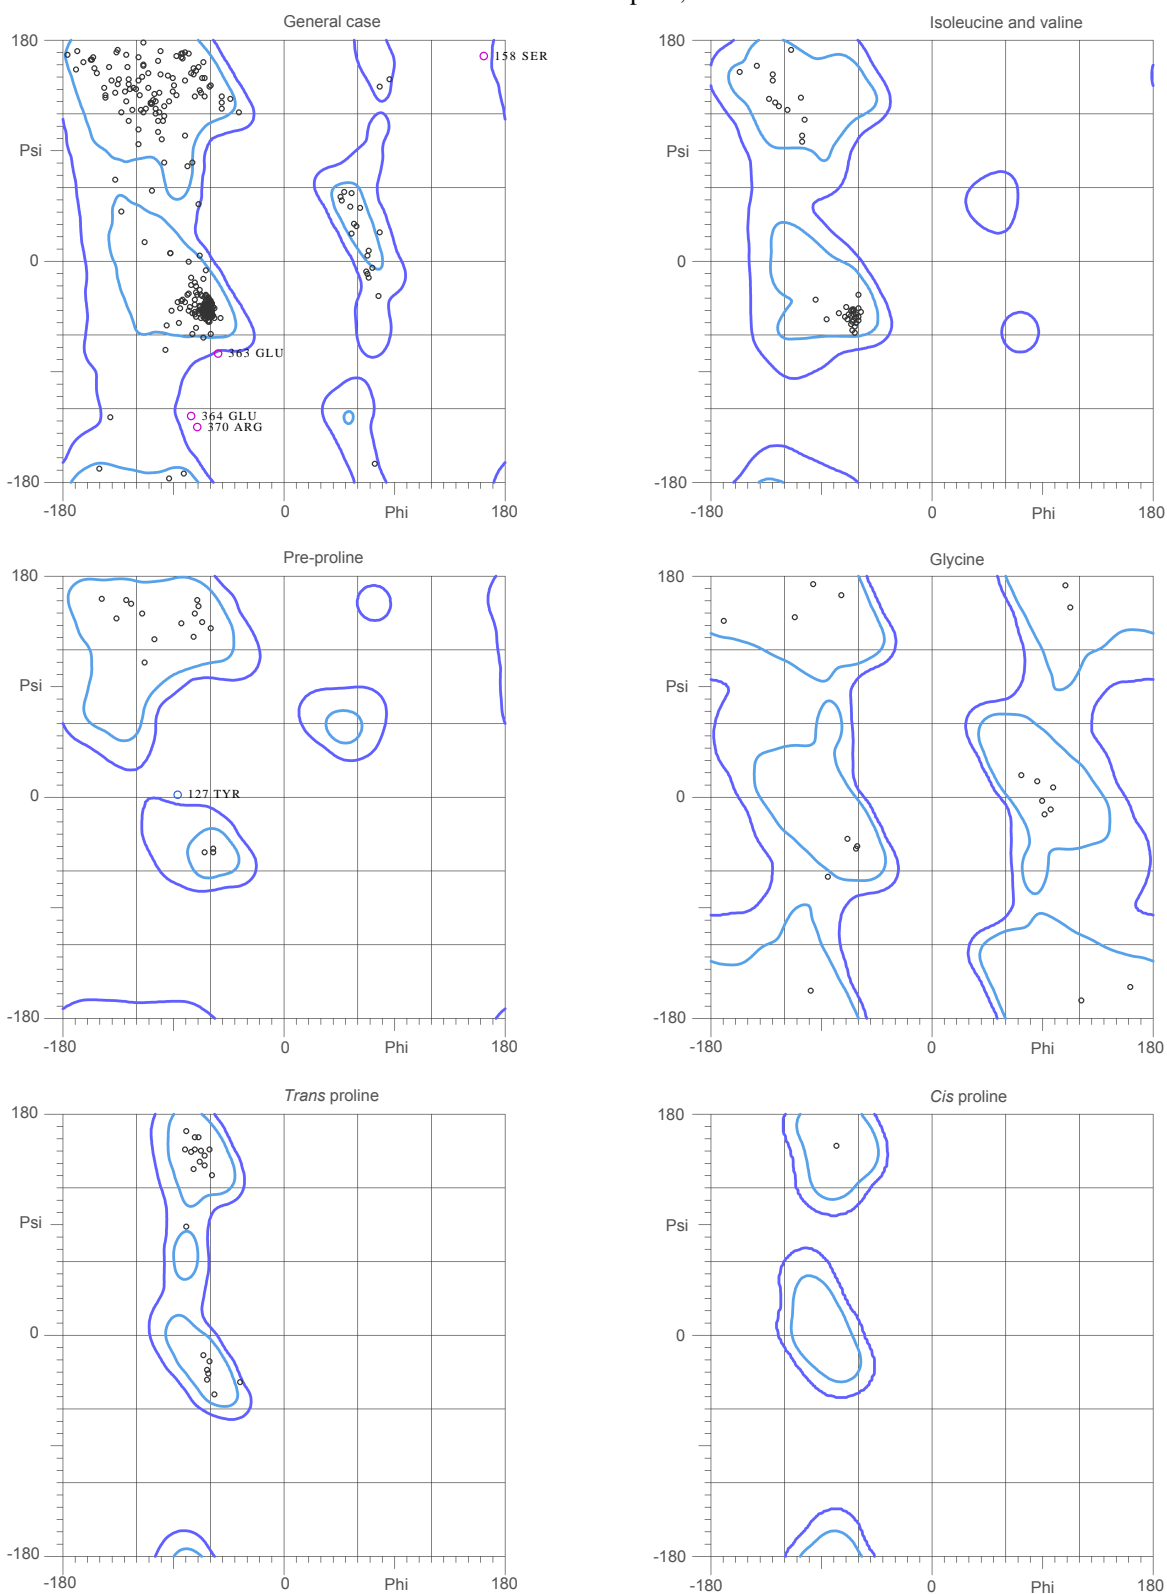 General case
180
158 SER
Psi
0
363 GLU
364 GLU
370 ARG
-180
-180
0
Phi
180
Isoleucine and valine
180
Psi
0
-180
-180
0
Phi
180
Pre-proline
180
Psi
0
127 TYR
-180
-180
0
Phi
180
Glycine
180
Psi
0
-180
-180
0
Phi
180
Trans proline
180
Psi
0
-180
-180
0
Phi
180
Cis proline
180
Psi
0
-180
-180
0
Phi
180